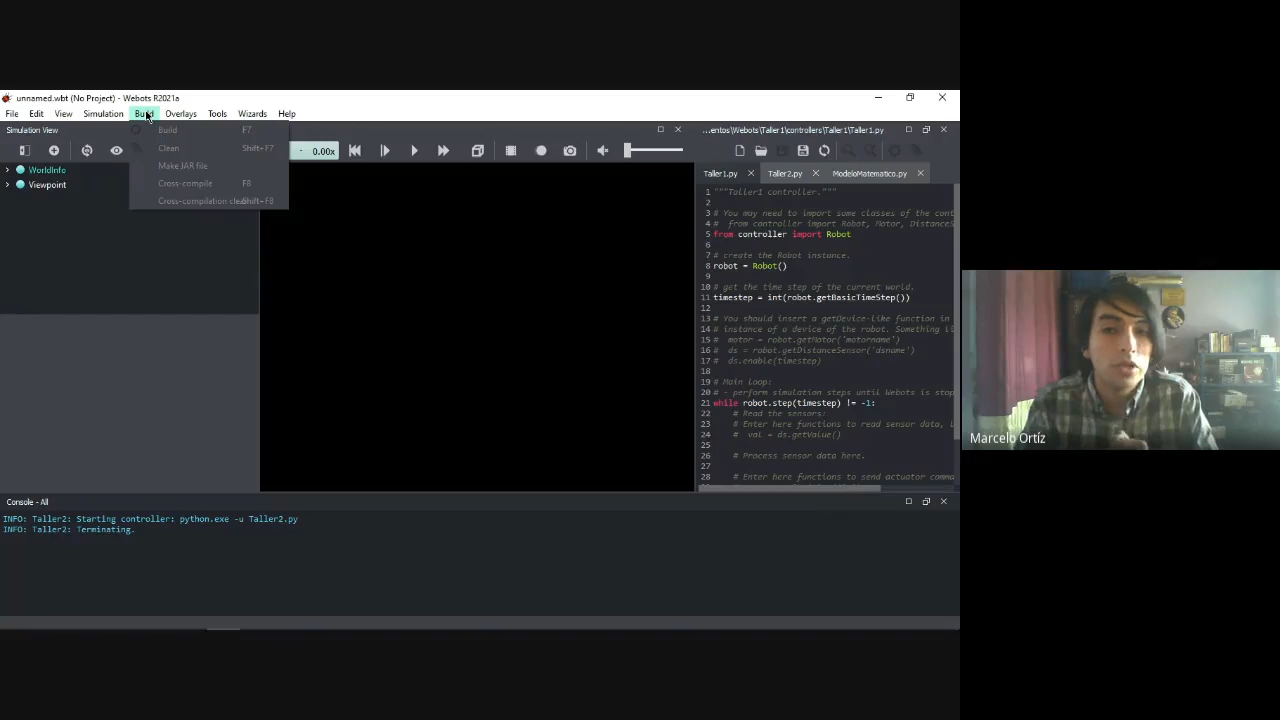 unnamed.wbt (No Project) - Webots R2021a
File Edit View Simulation Build Overlays Tools Wizards Help
Simulation View
Build F7
Clean Shift+F7
Make JAR file
Cross-compile F8
Cross-compilation clean Shift+F8
0.00x
WorldInfo
Viewpoint
...entos\Webots\Taller1\controllers\Taller1\Taller1.py
Taller1.py Taller2.py ModeloMatematico.py
1 """Taller1 controller."""
2
3 # You may need to import some classes of the cont
4 # from controller import Robot, Motor, DistanceS
5 from controller import Robot
6
7 # create the Robot instance.
8 robot = Robot()
9
10 # get the time step of the current world.
11 timestep = int(robot.getBasicTimeStep())
12
13 # You should insert a getDevice-like function in
14 # instance of a device of the robot. Something li
15 # motor = robot.getMotor('motorname')
16 # ds = robot.getDistanceSensor('dsname')
17 # ds.enable(timestep)
18
19 # Main loop:
20 # - perform simulation steps until Webots is stop
21 while robot.step(timestep) != -1:
22 # Read the sensors:
23 # Enter here functions to read sensor data, l
24 # val = ds.getValue()
25
26 # Process sensor data here.
27
28 # Enter here functions to send actuator comma
Console - All
INFO: Taller2: Starting controller: python.exe -u Taller2.py
INFO: Taller2: Terminating.
Marcelo Ortíz